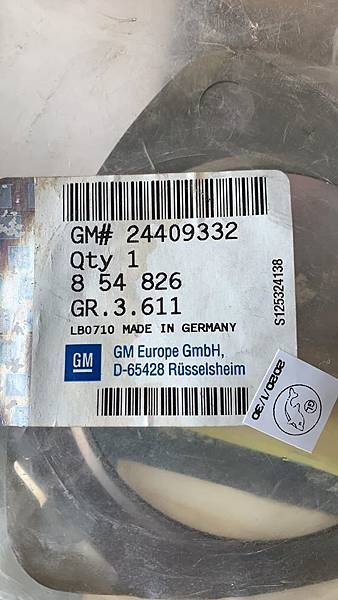 GM# 24409332
Qty 1
8 54 826
GR.3.611
LB0710 MADE IN GERMANY
GM
GM Europe GmbH,
D-65428 Rüsselsheim
S125324138